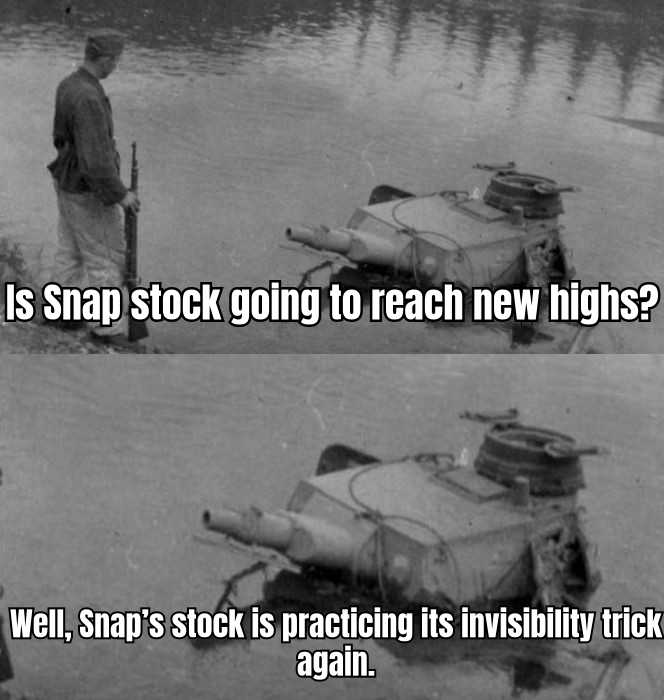 Is Snap stock going to reach new highs?
Well, Snap's stock is practicing its invisibility trick
again.